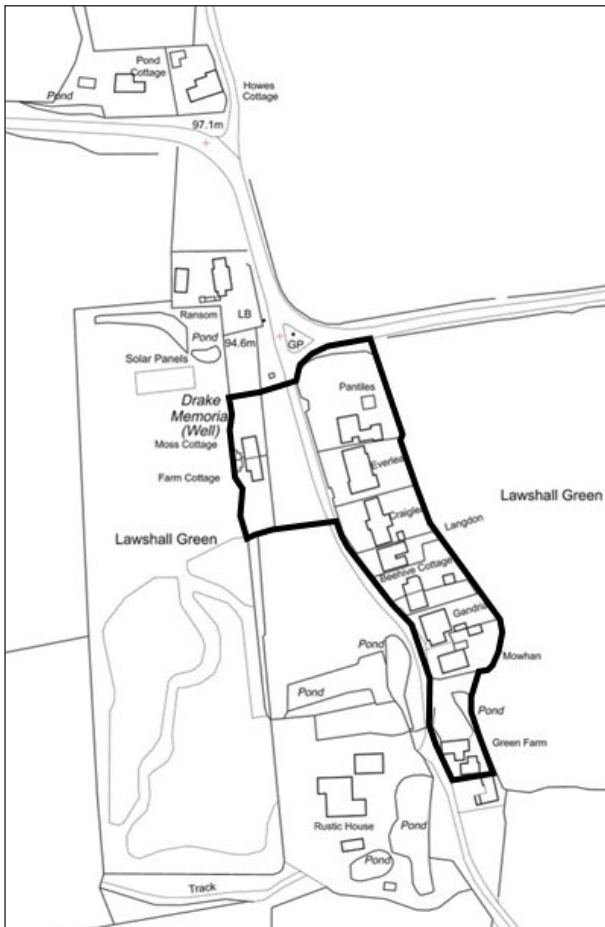 Pond
Cottage
Pond
Howes
Cottage
97.1m
Ransom
LB
Pond
94.6m
GP
Solar Panels
Pantiles
Drake
Memoria
(Well)
Moss Cottage
Everlea
Farm Cottage
Craigle
Lawshall Green
Langdon
Lawshall Green
Beehive Cottage
Gandria
Mowhan
Pond
Pond
Pond
Green Farm
Rustic House
Pond
Pond
Track